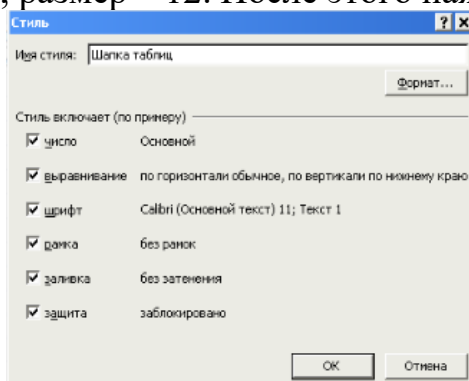 , размер – 12. После этого наж
Стиль
Имя стиля: Шапка таблиц
Формат...
Стиль включает (по примеру)
число Основной
выравнивание по горизонтали обычное, по вертикали по нижнему краю
шрифт Calibri (Основной текст) 11; Текст 1
рамка без рамок
заливка без затенения
защита заблокировано
ОК Отмена